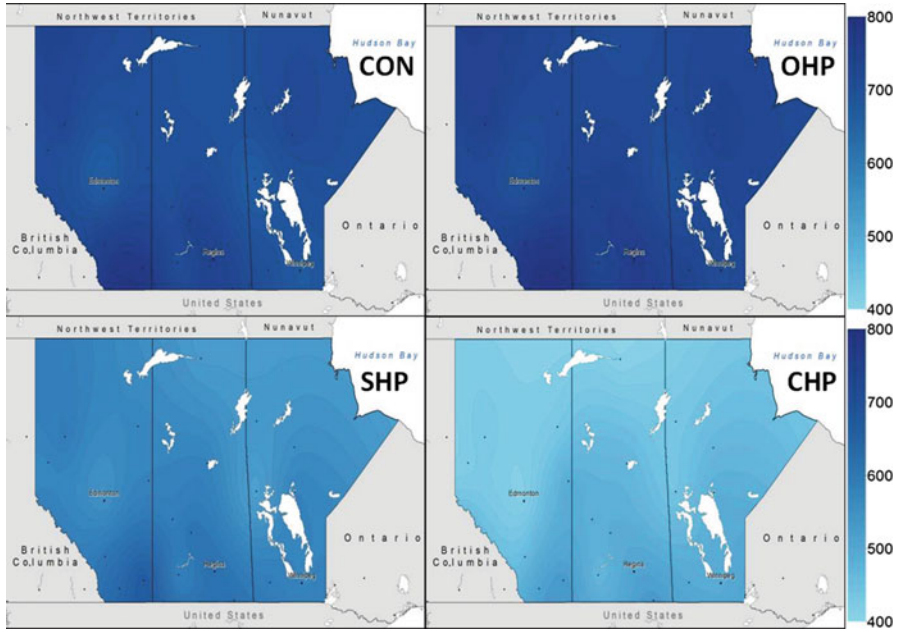 Northwest Territories
Nunavut
Hudson Bay
CON
Edmonton
British
Columbia
Regina
Winnipeg
Ontario
United States
Northwest Territories
Nunavut
Hudson Bay
OHP
Edmonton
British
Columbia
Regina
Winnipeg
Ontario
United States
800
700
600
500
400
Northwest Territories
Nunavut
Hudson Bay
SHP
Edmonton
British
Columbia
Regina
Winnipeg
Ontario
United States
Northwest Territories
Nunavut
Hudson Bay
CHP
Edmonton
British
Columbia
Regina
Winnipeg
Ontario
United States
800
700
600
500
400